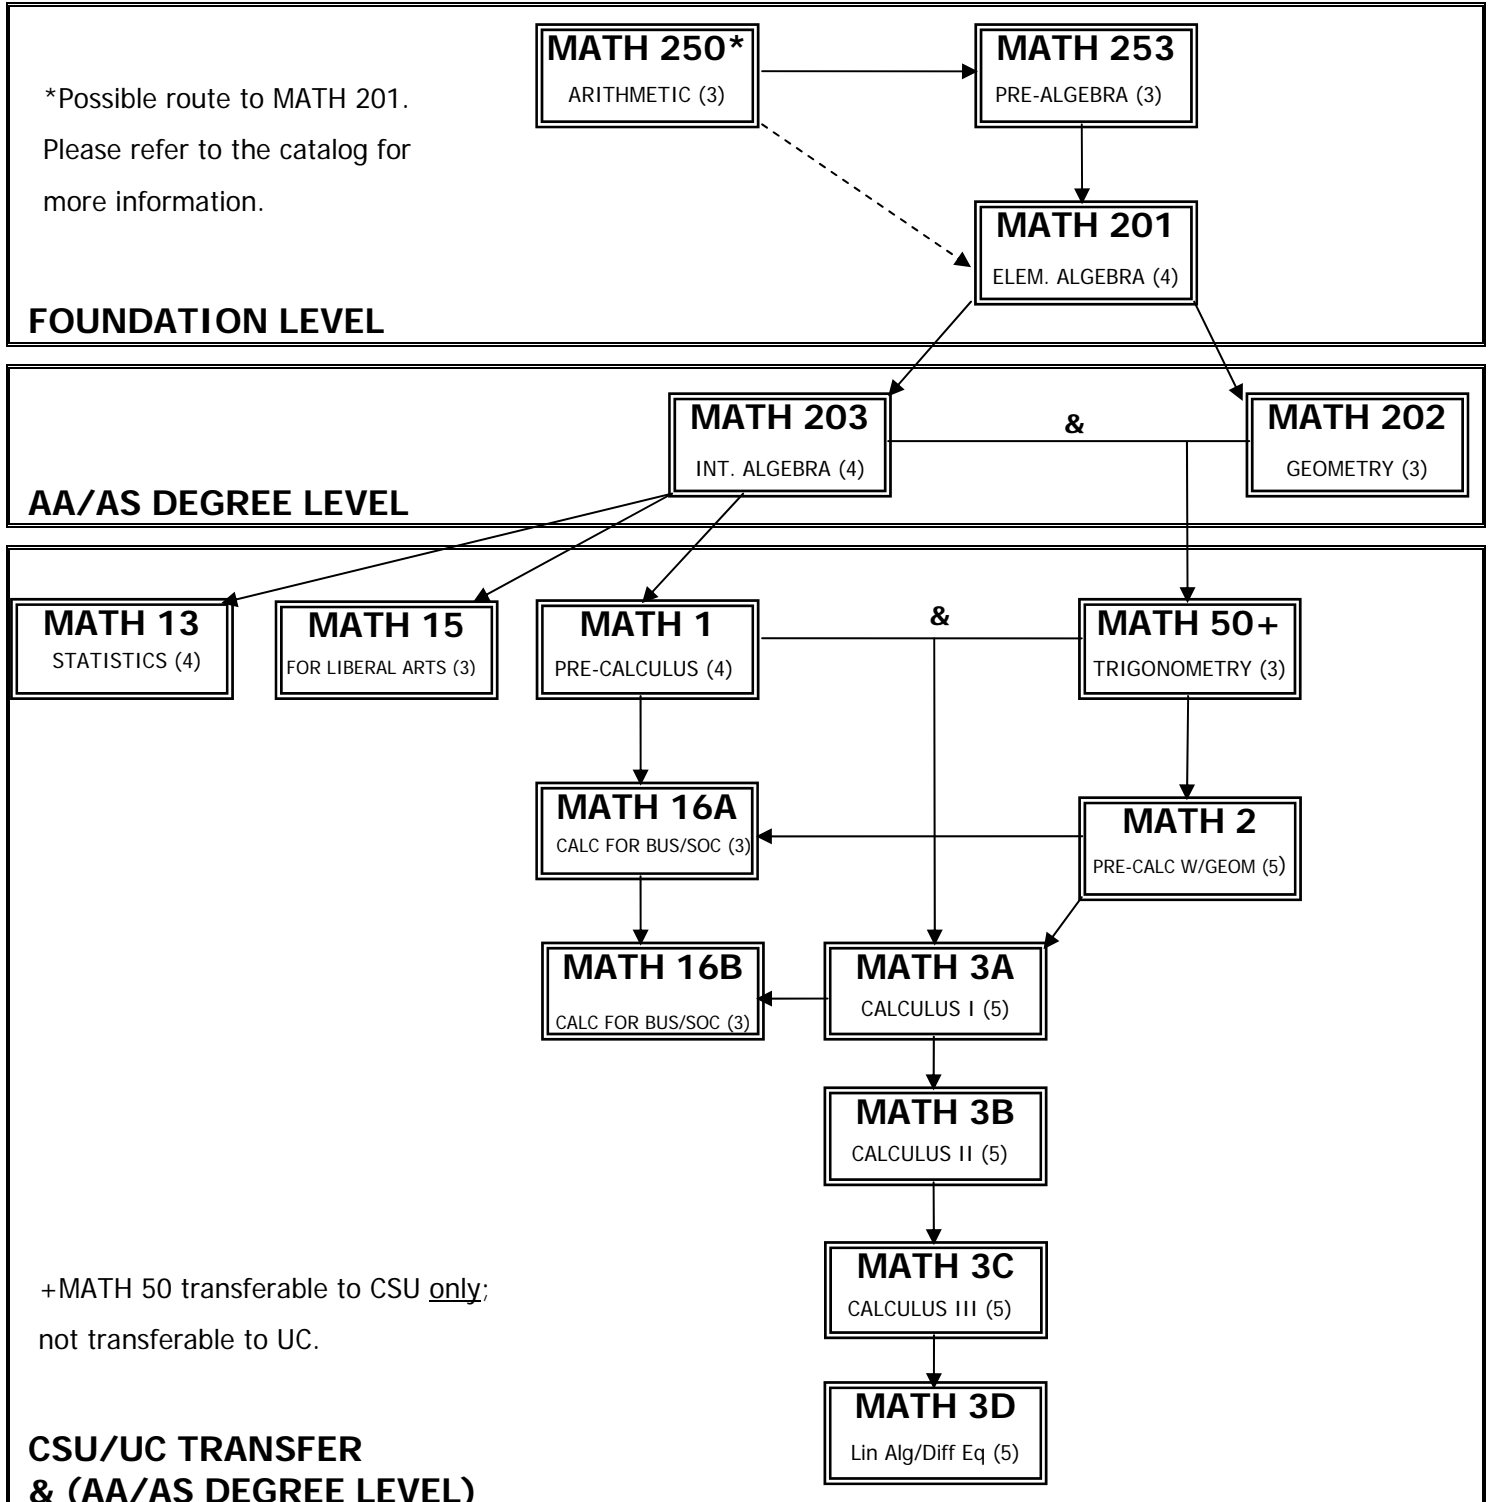 MATH 250*
ARITHMETIC (3)
MATH 253
PRE-ALGEBRA (3)
*Possible route to MATH 201.
Please refer to the catalog for
more information.
MATH 201
ELEM. ALGEBRA (4)
FOUNDATION LEVEL
MATH 203
INT. ALGEBRA (4)
&
MATH 202
GEOMETRY (3)
AA/AS DEGREE LEVEL
MATH 13
STATISTICS (4)
MATH 15
FOR LIBERAL ARTS (3)
MATH 1
PRE-CALCULUS (4)
&
MATH 50+
TRIGONOMETRY (3)
MATH 16A
CALC FOR BUS/SOC (3)
MATH 2
PRE-CALC W/GEOM (5)
MATH 16B
CALC FOR BUS/SOC (3)
MATH 3A
CALCULUS I (5)
MATH 3B
CALCULUS II (5)
MATH 3C
CALCULUS III (5)
+MATH 50 transferable to CSU only;
not transferable to UC.
MATH 3D
Lin Alg/Diff Eq (5)
CSU/UC TRANSFER
& (AA/AS DEGREE LEVEL)